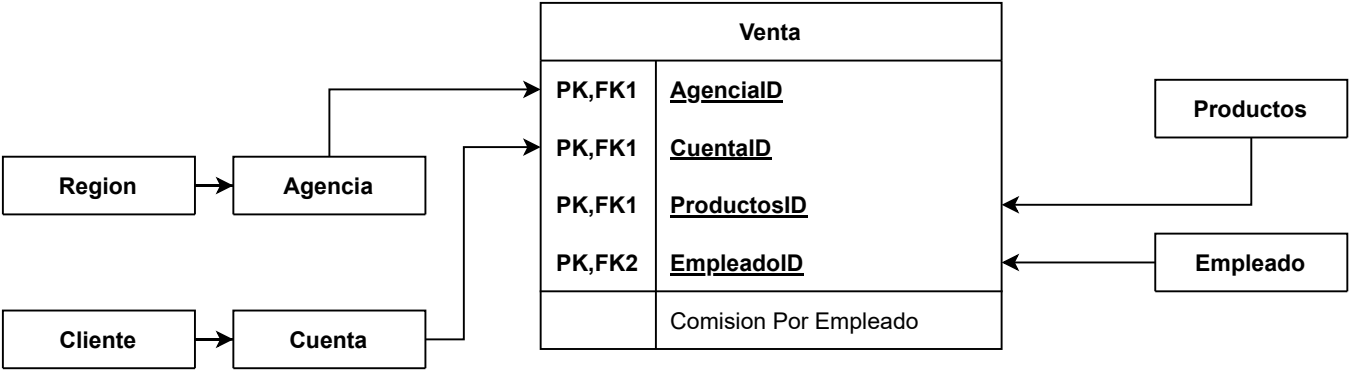 Venta
PK,FK1 AgenciaID
PK,FK1 CuentaID
PK,FK1 ProductosID
PK,FK2 EmpleadoID
Comision Por Empleado
Region
Agencia
Cliente
Cuenta
Productos
Empleado